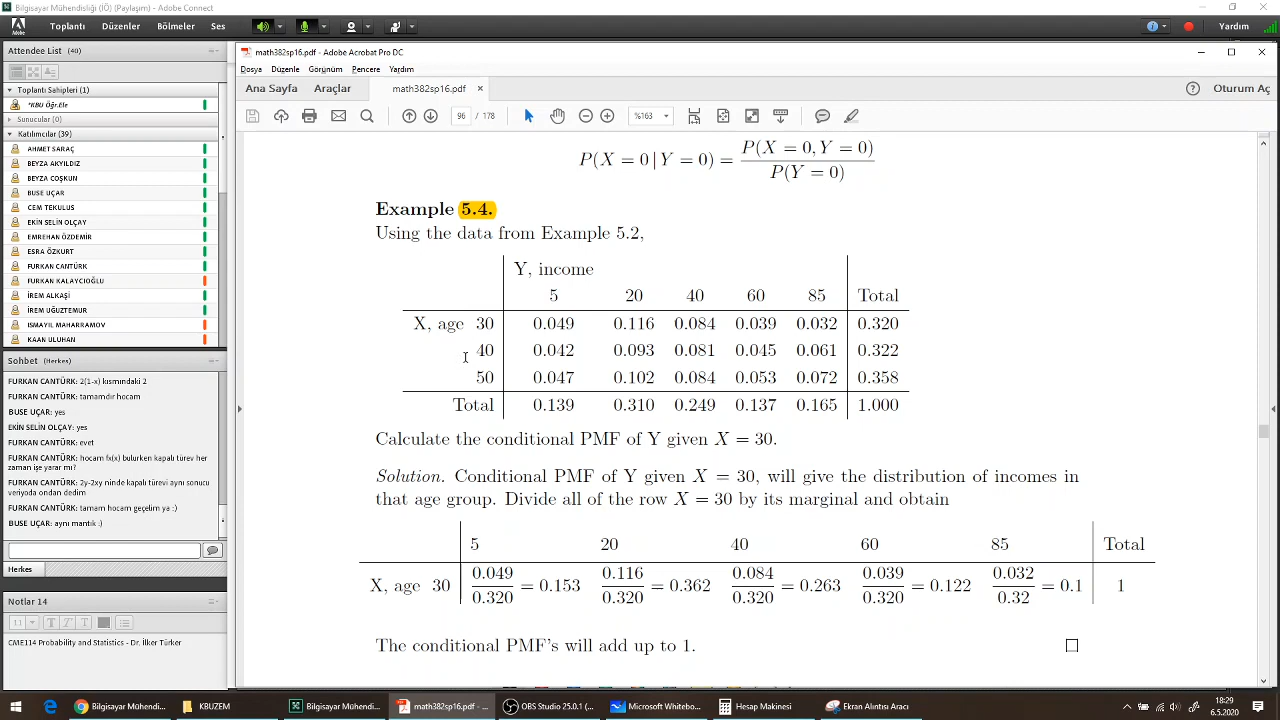 Bilgisayar Mühendisliği (İÖ) (Paylaşım) - Adobe Connect
Toplantı Düzenler Bölmeler Ses Yardım
Attendee List (40)
Toplantı Sahipleri (1)
*KBU Öğr.Ele
Sunucular (0)
Katılımcılar (39)
AHMET SARAÇ
BEYZA AKYILDIZ
BEYZA COŞKUN
BUSE UÇAR
CEM TEKULUS
EKİN SELİN OLÇAY
EMREHAN ÖZDEMİR
ESRA ÖZKURT
FURKAN CANTÜRK
FURKAN KALAYCIOĞLU
İREM ALKAŞİ
İREM UĞUZTEMUR
ISMAYIL MAHARRAMOV
KAAN ULUHAN
Sohbet (Herkes)
FURKAN CANTÜRK: 2(1-x) kısmındaki 2
FURKAN CANTÜRK: tamamdır hocam
BUSE UÇAR: yes
EKİN SELİN OLÇAY: yes
FURKAN CANTÜRK: evet
FURKAN CANTÜRK: hocam fx(x) bulurken kapalı türev her
zaman işe yarar mı?
FURKAN CANTÜRK: 2y-2xy ninde kapalı türevi aynı sonucu
veriyoda ondan dedim
FURKAN CANTÜRK: tamam hocam geçelim ya :)
BUSE UÇAR: aynı mantık :)
Herkes
Notlar 14
11 T T T
CME114 Probability and Statistics - Dr. İlker Türker
math382sp16.pdf - Adobe Acrobat Pro DC
Dosya Düzenle Görünüm Pencere Yardım
Ana Sayfa Araçlar math382sp16.pdf × Oturum Aç
96 / 178 %163
P(X = 0 | Y = 0) = P(X = 0, Y = 0) / P(Y = 0)
Example 5.4.
Using the data from Example 5.2,
Y, income
5 20 40 60 85 Total
X, age 30 0.049 0.116 0.084 0.039 0.032 0.320
40 0.042 0.093 0.081 0.045 0.061 0.322
50 0.047 0.102 0.084 0.053 0.072 0.358
Total 0.139 0.310 0.249 0.137 0.165 1.000
Calculate the conditional PMF of Y given X = 30.
Solution. Conditional PMF of Y given X = 30, will give the distribution of incomes in
that age group. Divide all of the row X = 30 by its marginal and obtain
5 20 40 60 85 Total
X, age 30 0.049/0.320 = 0.153 0.116/0.320 = 0.362 0.084/0.320 = 0.263 0.039/0.320 = 0.122 0.032/0.32 = 0.1 1
The conditional PMF's will add up to 1.
Bilgisayar Mühendi... KBUZEM Bilgisayar Mühendi... math382sp16.pdf - ... OBS Studio 25.0.1 (... Microsoft Whitebo... Hesap Makinesi Ekran Alıntısı Aracı
18:29
6.5.2020